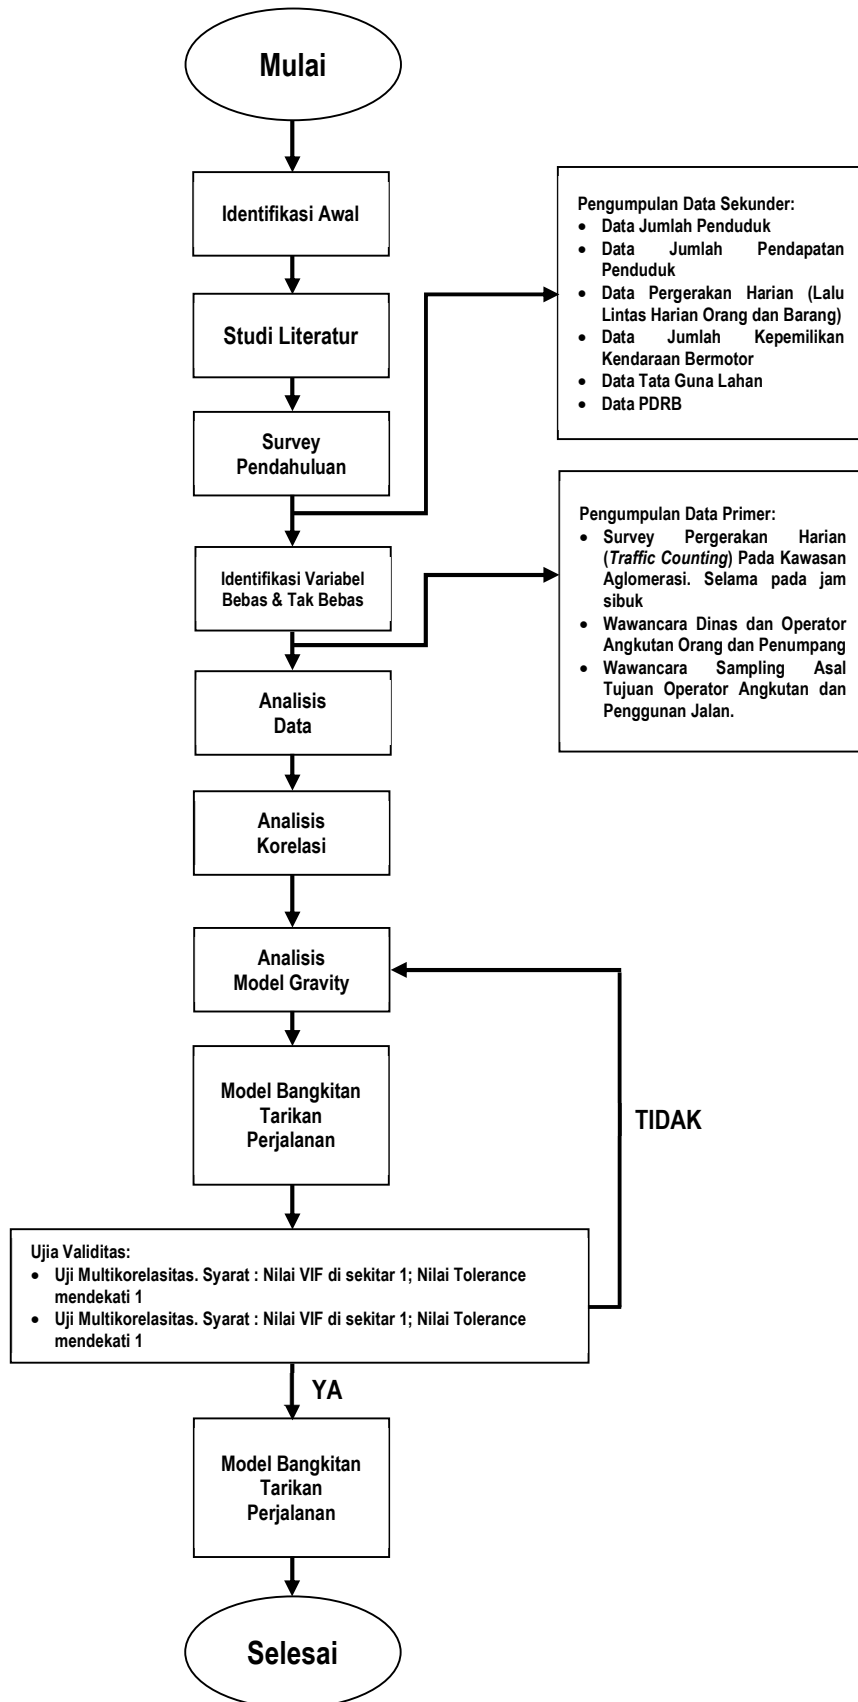 Mulai
Identifikasi Awal
Studi Literatur
Survey
Pendahuluan
Pengumpulan Data Sekunder:
• Data Jumlah Penduduk
• Data Jumlah Pendapatan
Penduduk
• Data Pergerakan Harian (Lalu
Lintas Harian Orang dan Barang)
• Data Jumlah Kepemilikan
Kendaraan Bermotor
• Data Tata Guna Lahan
• Data PDRB
Identifikasi Variabel
Bebas & Tak Bebas
Pengumpulan Data Primer:
• Survey Pergerakan Harian
(Traffic Counting) Pada Kawasan
Aglomerasi. Selama pada jam
sibuk
• Wawancara Dinas dan Operator
Angkutan Orang dan Penumpang
• Wawancara Sampling Asal
Tujuan Operator Angkutan dan
Penggunan Jalan.
Analisis
Data
Analisis
Korelasi
Analisis
Model Gravity
Model Bangkitan
Tarikan
Perjalanan
TIDAK
Ujia Validitas:
• Uji Multikorelasitas. Syarat : Nilai VIF di sekitar 1; Nilai Tolerance
mendekati 1
• Uji Multikorelasitas. Syarat : Nilai VIF di sekitar 1; Nilai Tolerance
mendekati 1
YA
Model Bangkitan
Tarikan
Perjalanan
Selesai